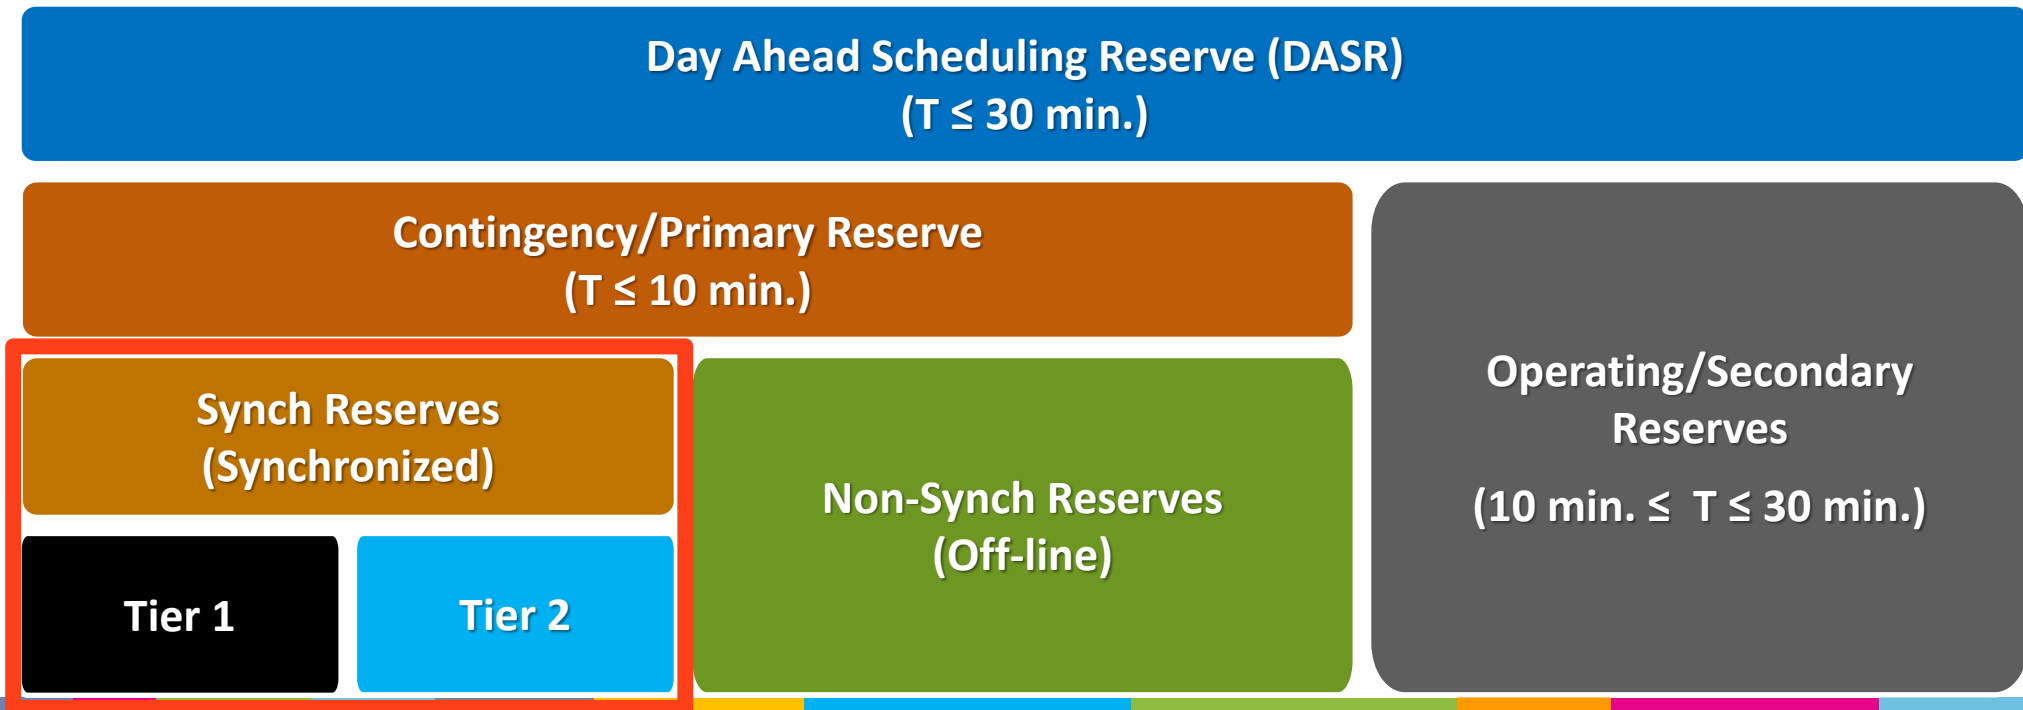 Day Ahead Scheduling Reserve (DASR)
(T ≤ 30 min.)
Contingency/Primary Reserve
(T ≤ 10 min.)
Synch Reserves
(Synchronized)
Tier 1
Tier 2
Non-Synch Reserves
(Off-line)
Operating/Secondary
Reserves
(10 min. ≤  T ≤ 30 min.)